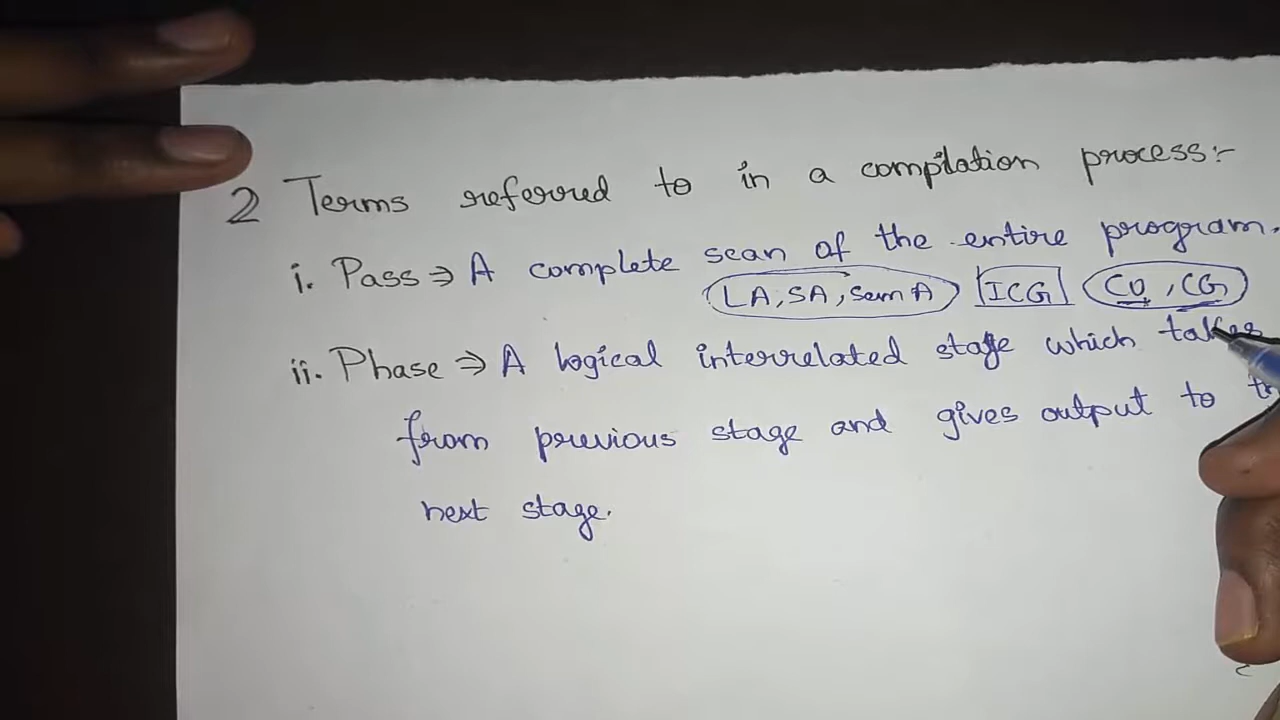 2 Terms referred to in a compilation process:-
i. Pass ⇒ A complete scan of the entire program.
LA, SA, Sem A ICG CO, CG
ii. Phase ⇒ A logical interrelated stage which takes
from previous stage and gives output to
next stage.